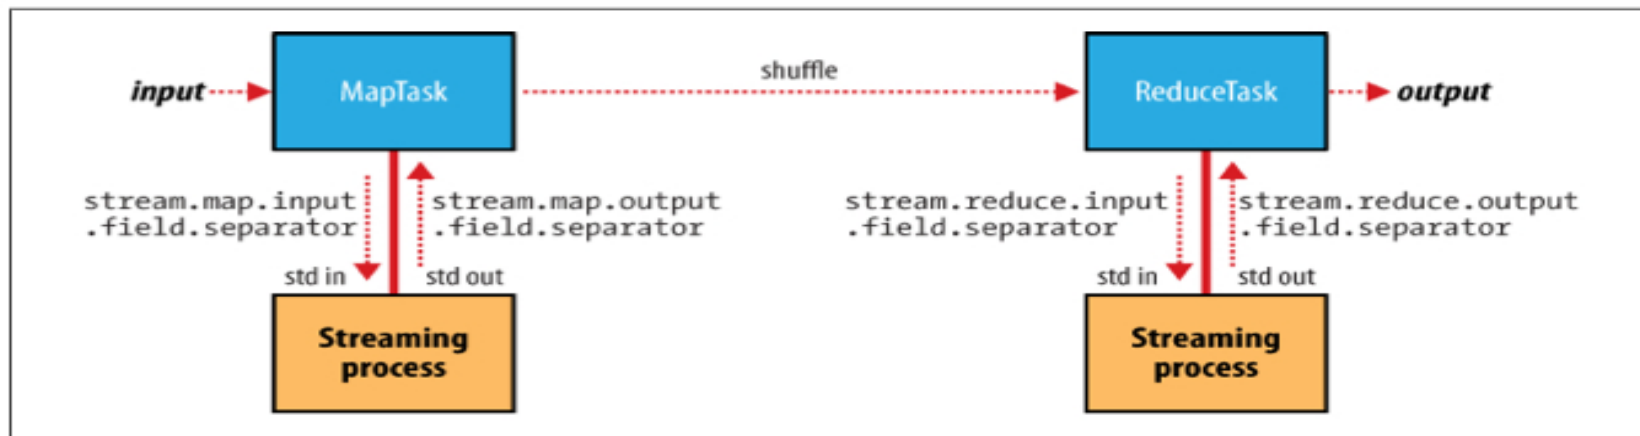 shuffle
input
MapTask
ReduceTask
output
stream.map.input
.field.separator
stream.map.output
.field.separator
stream.reduce.input
.field.separator
stream.reduce.output
.field.separator
std in
std out
std in
std out
Streaming
process
Streaming
process